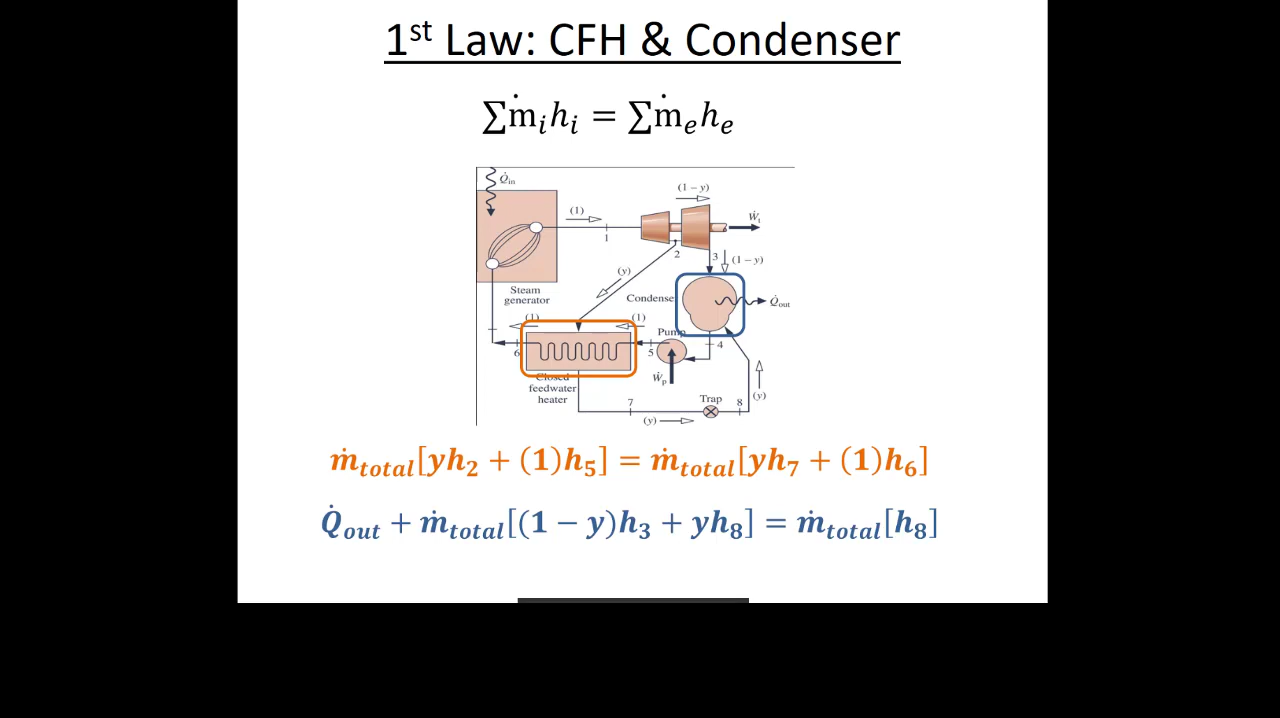 1st Law: CFH & Condenser
∑ṁᵢhᵢ = ∑ṁₑhₑ
Q̇in
(1 – y)
(1)
Ẇt
1
2
3
(1 – y)
(y)
Steam
generator
Condense
Q̇out
(1)
(1)
Pump
6
5
4
Closed
feedwater
heater
Ẇp
(y)
7
Trap
8
(y)
ṁtotal[yh₂ + (1)h₅] = ṁtotal[yh₇ + (1)h₆]
Q̇out + ṁtotal[(1 − y)h₃ + yh₈] = ṁtotal[h₈]